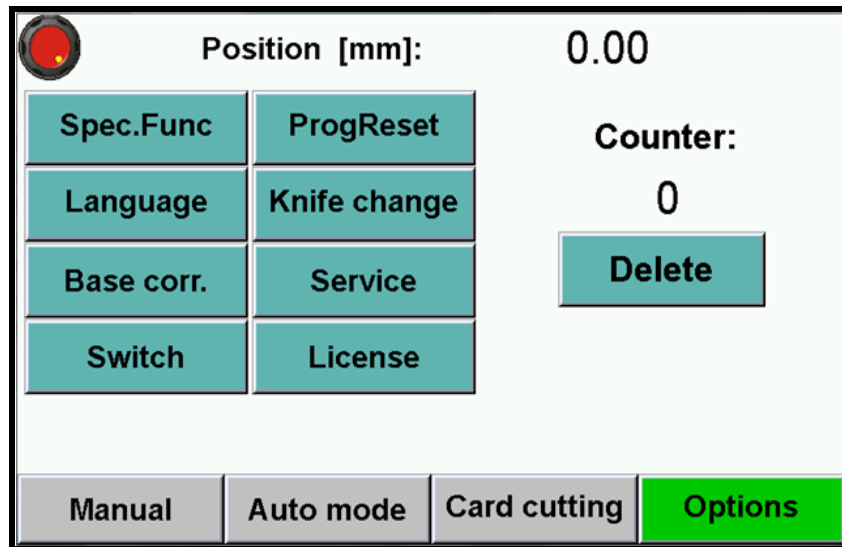 Position [mm]: 0.00
Spec.Func ProgReset
Counter:
Language Knife change
0
Base corr. Service
Delete
Switch License
Manual Auto mode Card cutting Options